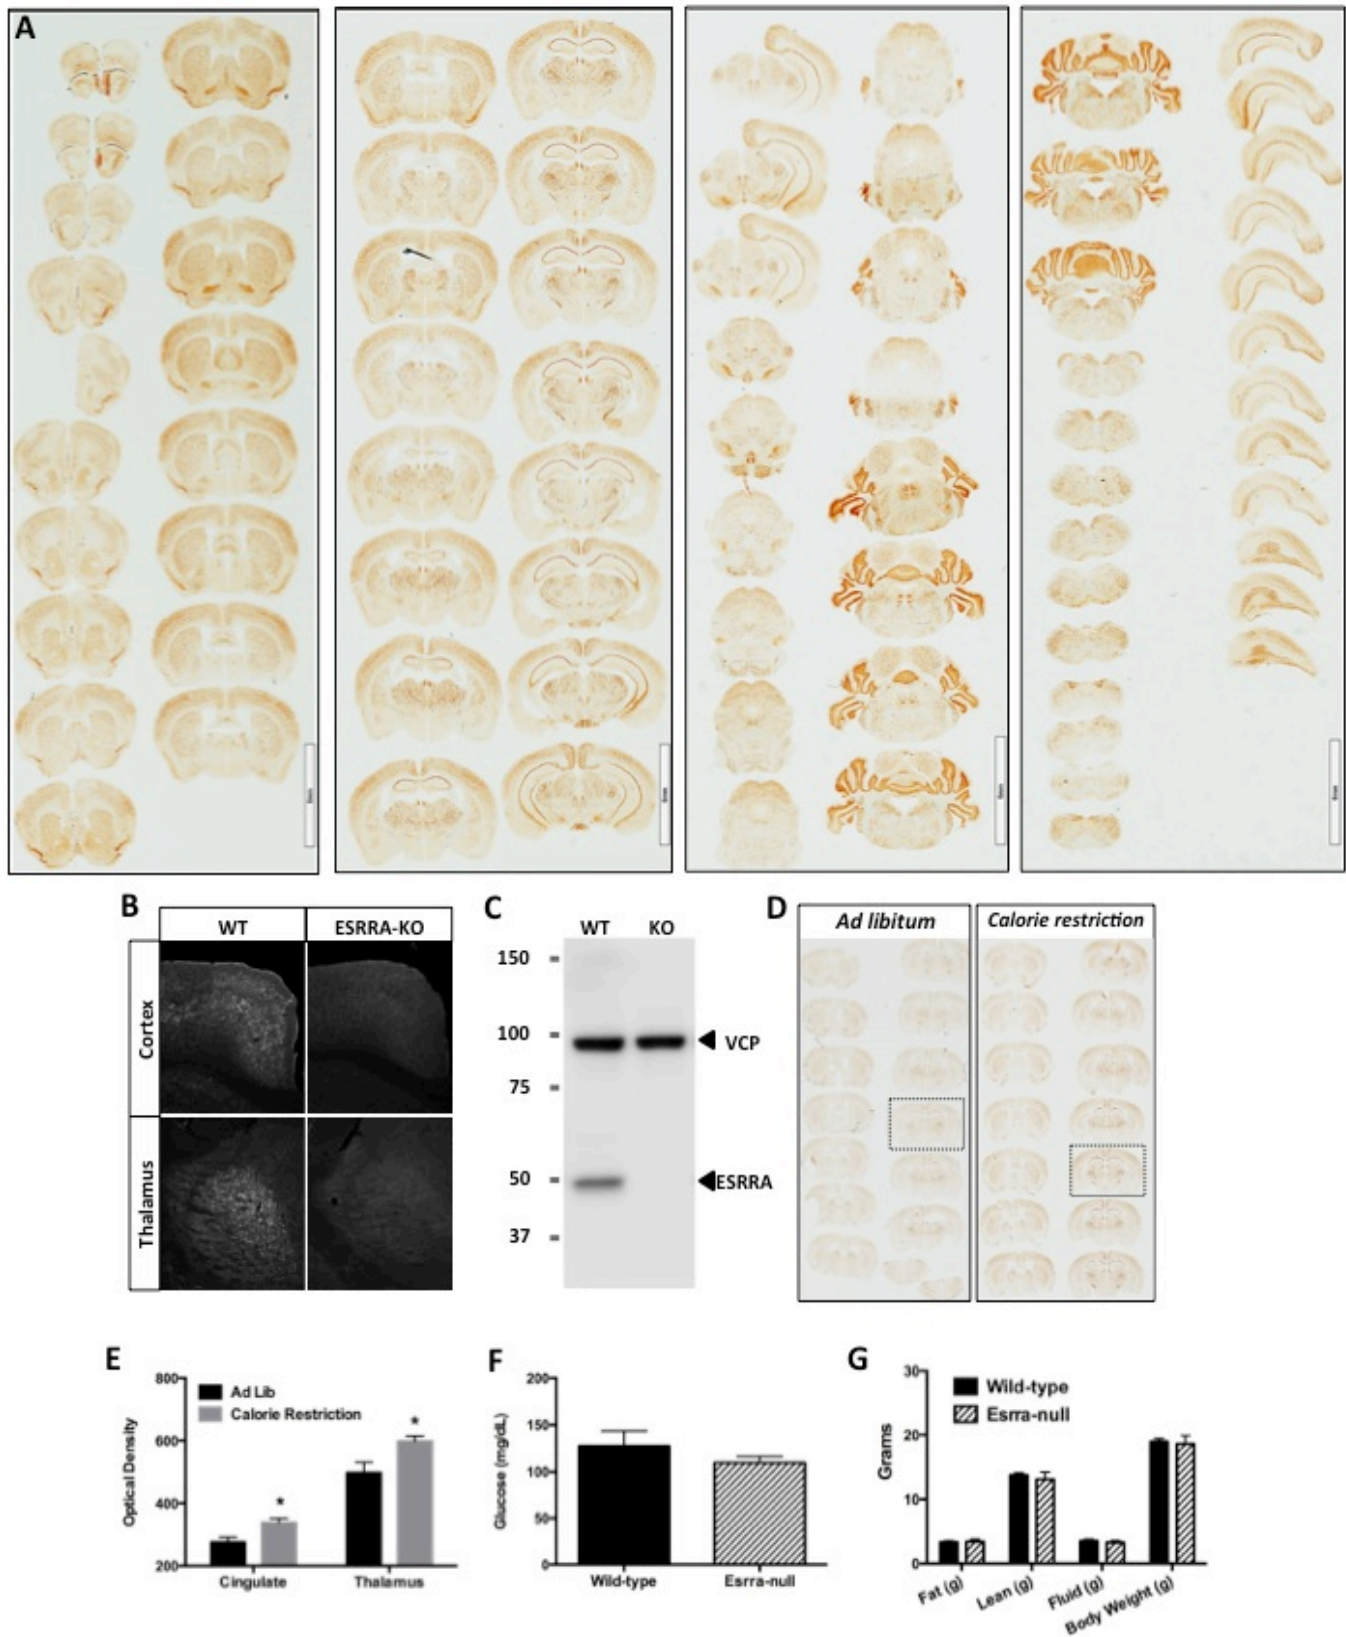 A
B
WT
ESRRA-KO
Cortex
Thalamus
C
WT
KO
150
100
75
50
37
VCP
ESRRA
D
Ad libitum
Calorie restriction
E
800
600
400
200
Optical Density
Ad Lib
Calorie Restriction
*
*
Cingulate
Thalamus
F
200
150
100
50
0
Glucose (mg/dL)
Wild-type
Esrra-null
G
30
20
10
0
Grams
Wild-type
Esrra-null
Fat (g)
Lean (g)
Fluid (g)
Body Weight (g)